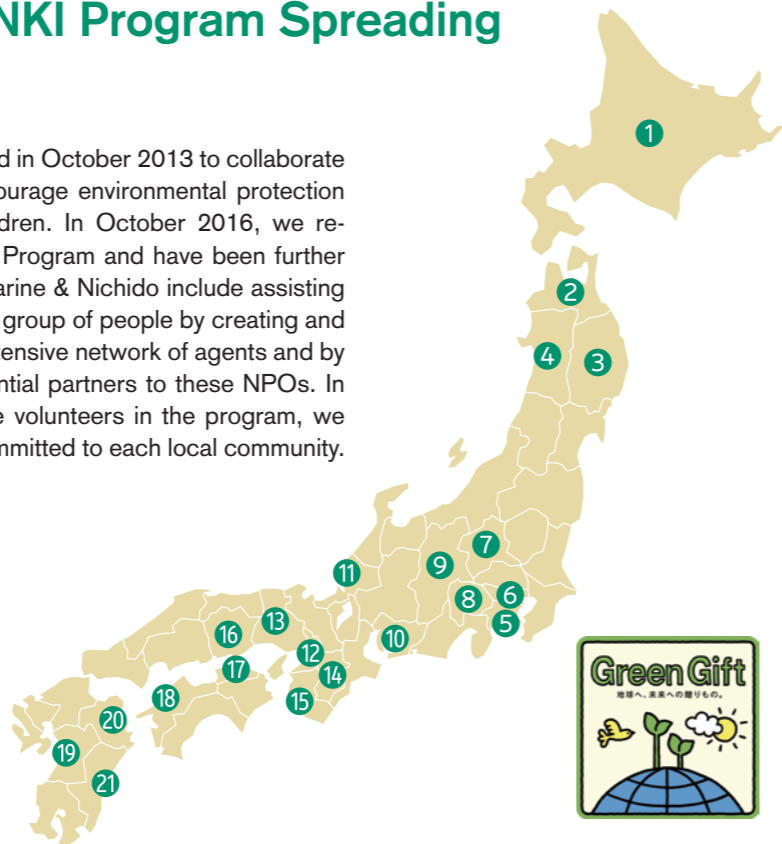 NKI Program Spreading
d in October 2013 to collaborate
ourage environmental protection
dren. In October 2016, we re-
Program and have been further
arine & Nichido include assisting
group of people by creating and
tensive network of agents and by
ential partners to these NPOs. In
e volunteers in the program, we
mmitted to each local community.
1
2
4
3
7
9
11
6
8
5
13
16
10
12
17
14
18
15
20
19
21
Green Gift
地球へ、未来への贈りもの。